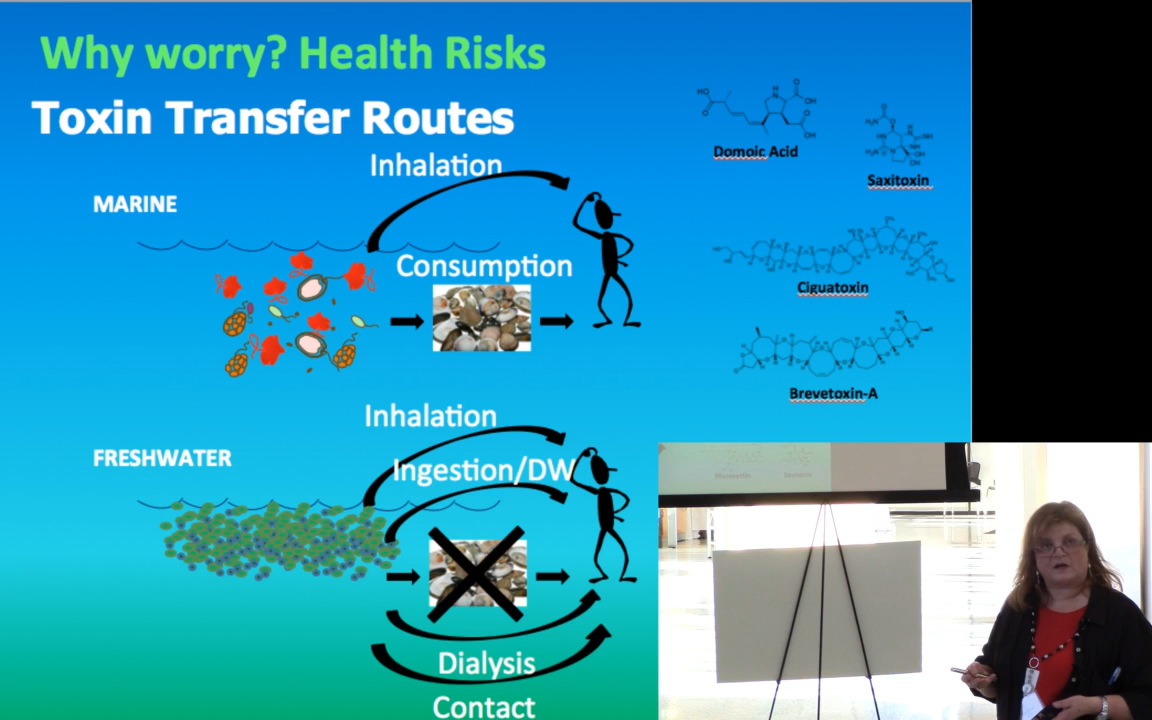 Why worry? Health Risks
Toxin Transfer Routes
Inhalation
MARINE
Consumption
Domoic Acid
Saxitoxin
Ciguatoxin
Brevetoxin-A
Inhalation
FRESHWATER
Ingestion/DW
Dialysis
Contact